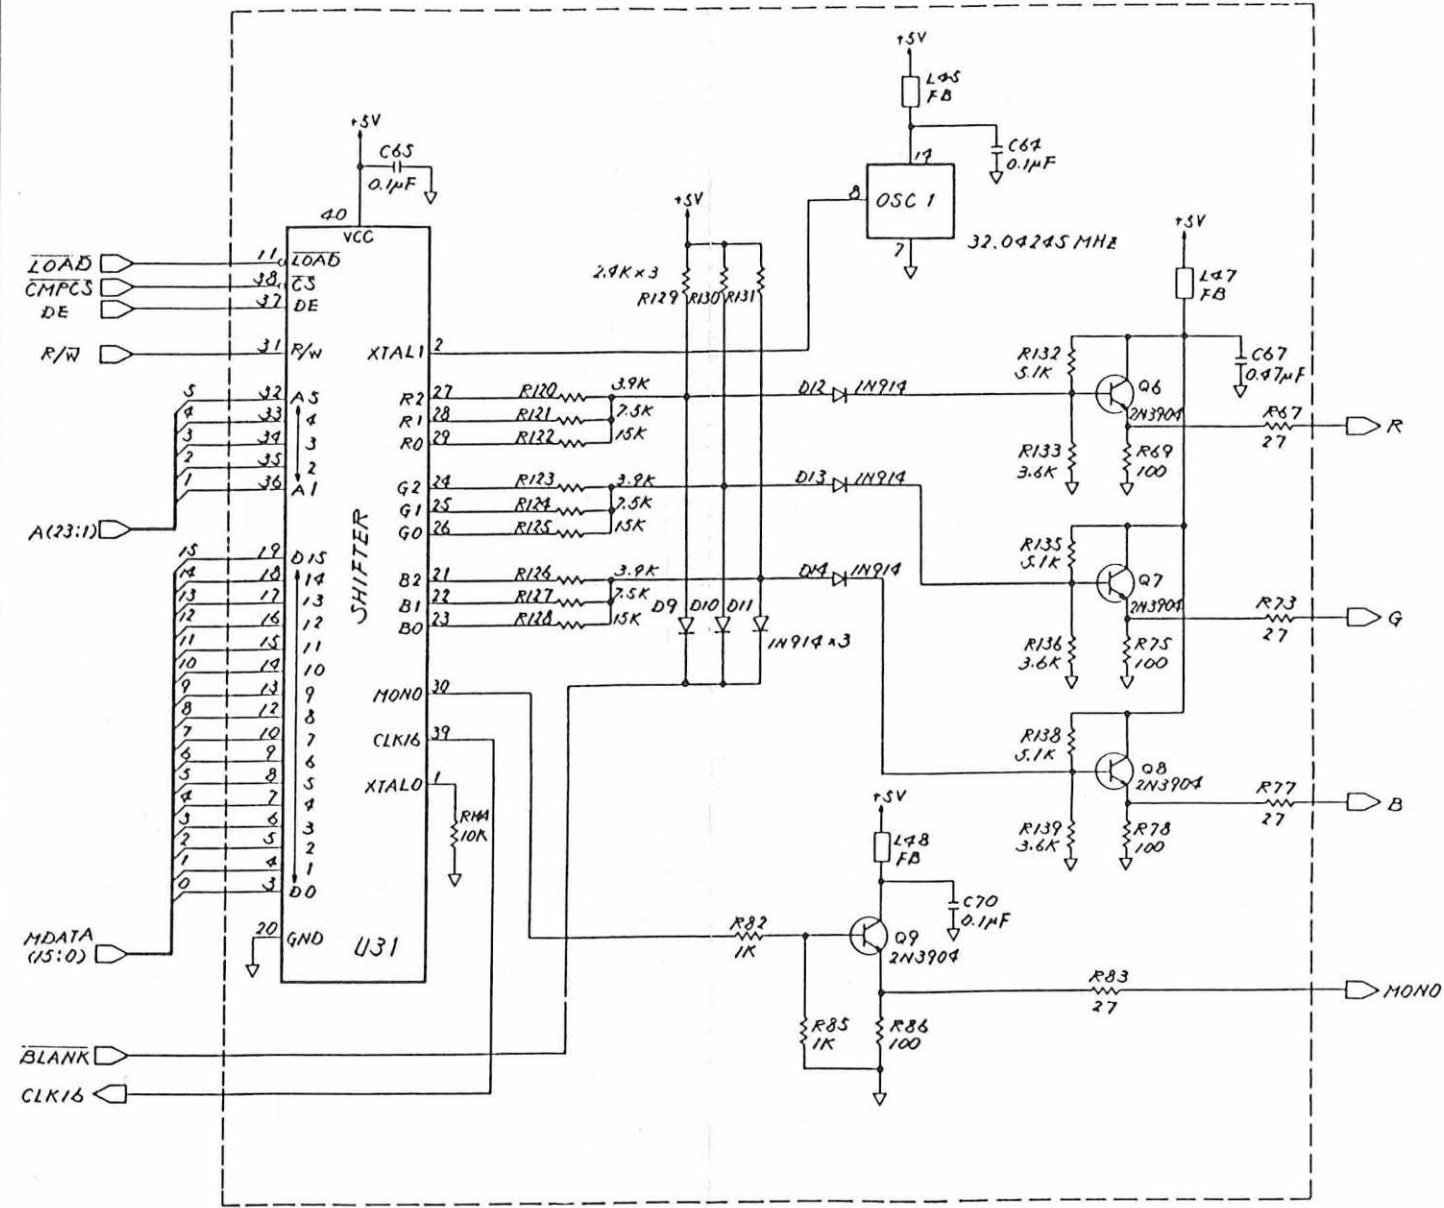 +5V
L45
FB
C64
0.1µF
14
8
OSC 1
7
32.04245 MHZ
+5V
C65
0.1µF
40
VCC
LOAD
11
LOAD
CMPCS
38
CS
DE
37
DE
R/W
31
R/W
XTAL1
2
5
32
A5
4
33
4
3
34
3
2
35
2
1
36
A1
A(23:1)
15
19
D15
14
18
14
13
17
13
12
16
12
11
15
11
10
14
10
9
13
9
8
12
8
7
10
7
6
9
6
5
8
5
4
7
4
3
6
3
2
5
2
1
4
1
0
3
D0
MDATA
(15:0)
20
GND
U31
SHIFTER
BLANK
CLK16
R2
27
R120
3.9K
R1
28
R121
7.5K
R0
29
R122
15K
G2
24
R123
3.9K
G1
25
R124
7.5K
G0
26
R125
15K
B2
21
R126
3.9K
B1
22
R127
7.5K
B0
23
R128
15K
MONO
30
CLK16
39
XTAL0
1
10K
+5V
2.4K x 3
R129
R130
R131
D9
D10
D11
1N914 x 3
D12
1N914
D13
1N914
D14
1N914
+5V
L47
FB
C67
0.47µF
R132
5.1K
Q6
2N3904
R133
3.6K
R69
100
R67
27
R
R135
5.1K
Q7
2N3904
R136
3.6K
R75
100
R73
27
G
R138
5.1K
Q8
2N3904
R139
3.6K
R78
100
R77
27
B
+5V
L48
FB
C70
0.1µF
R82
1K
Q9
2N3904
R85
1K
R86
100
R83
27
MONO